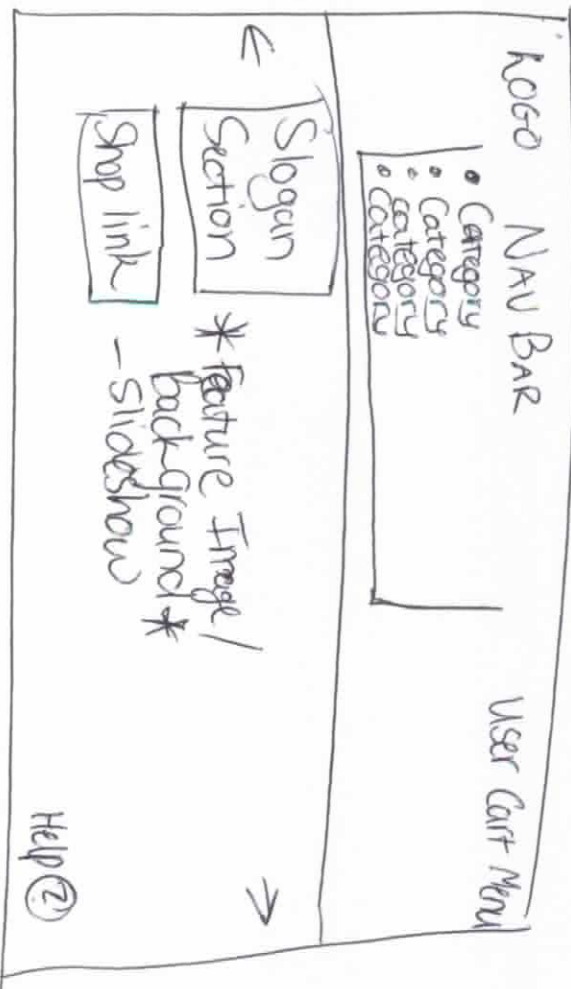 LOGO NAV BAR User Cart Menu
• Category
• Category
• Category
• Category
Slogan
Section
Shop link
* Feature Image /
background *
- Slideshow
Help ?